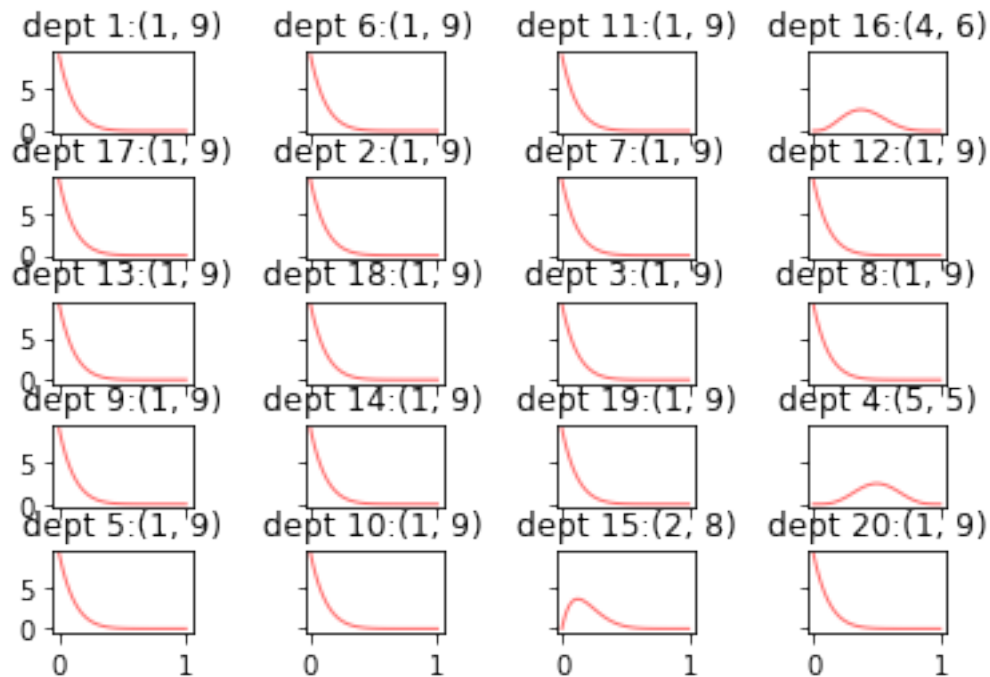 dept 1:(1, 9) dept 6:(1, 9) dept 11:(1, 9) dept 16:(4, 6)
5
0
dept 17:(1, 9) dept 2:(1, 9) dept 7:(1, 9) dept 12:(1, 9)
5
0
dept 13:(1, 9) dept 18:(1, 9) dept 3:(1, 9) dept 8:(1, 9)
5
0
dept 9:(1, 9) dept 14:(1, 9) dept 19:(1, 9) dept 4:(5, 5)
5
0
dept 5:(1, 9) dept 10:(1, 9) dept 15:(2, 8) dept 20:(1, 9)
5
0
0 1 0 1 0 1 0 1